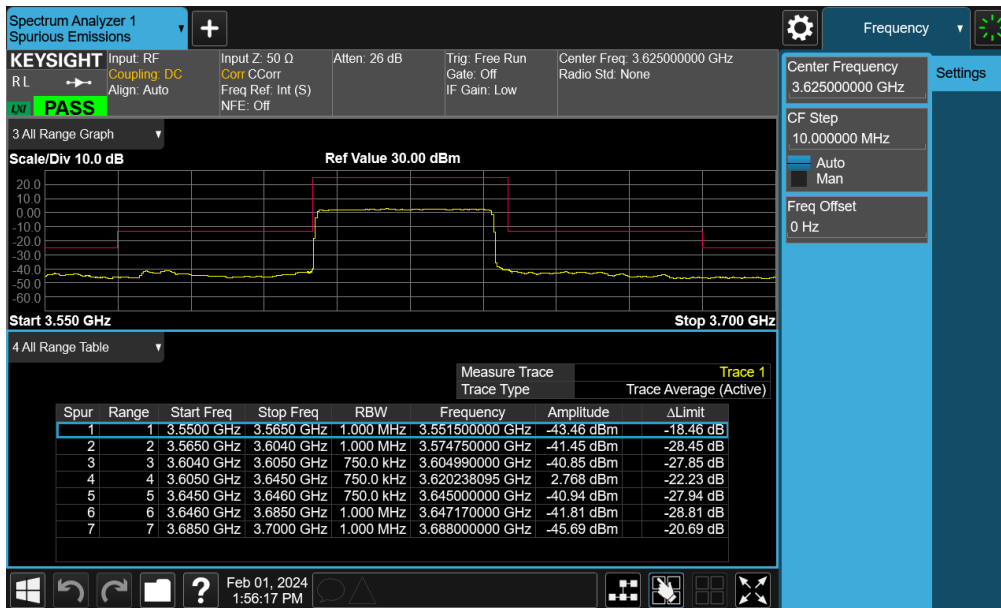 Spectrum Analyzer 1
Spurious Emissions
Frequency
KEYSIGHT
R L
LXI
PASS
Input: RF
Coupling: DC
Align: Auto
Input Z: 50 Ω
Corr CCorr
Freq Ref: Int (S)
NFE: Off
Atten: 26 dB
Trig: Free Run
Gate: Off
IF Gain: Low
Center Freq: 3.625000000 GHz
Radio Std: None
Center Frequency
3.625000000 GHz
Settings
CF Step
10.000000 MHz
Auto
Man
Freq Offset
0 Hz
3 All Range Graph
Scale/Div 10.0 dB
Ref Value 30.00 dBm
20.0
10.0
0.00
-10.0
-20.0
-30.0
-40.0
-50.0
-60.0
Start 3.550 GHz
Stop 3.700 GHz
4 All Range Table
Measure Trace Trace 1
Trace Type Trace Average (Active)
Spur Range Start Freq Stop Freq RBW Frequency Amplitude ΔLimit
1 1 3.5500 GHz 3.5650 GHz 1.000 MHz 3.551500000 GHz -43.46 dBm -18.46 dB
2 2 3.5650 GHz 3.6040 GHz 1.000 MHz 3.574750000 GHz -41.45 dBm -28.45 dB
3 3 3.6040 GHz 3.6050 GHz 750.0 kHz 3.604990000 GHz -40.85 dBm -27.85 dB
4 4 3.6050 GHz 3.6450 GHz 750.0 kHz 3.620238095 GHz 2.768 dBm -22.23 dB
5 5 3.6450 GHz 3.6460 GHz 750.0 kHz 3.645000000 GHz -40.94 dBm -27.94 dB
6 6 3.6460 GHz 3.6850 GHz 1.000 MHz 3.647170000 GHz -41.81 dBm -28.81 dB
7 7 3.6850 GHz 3.7000 GHz 1.000 MHz 3.688000000 GHz -45.69 dBm -20.69 dB
Feb 01, 2024
1:56:17 PM